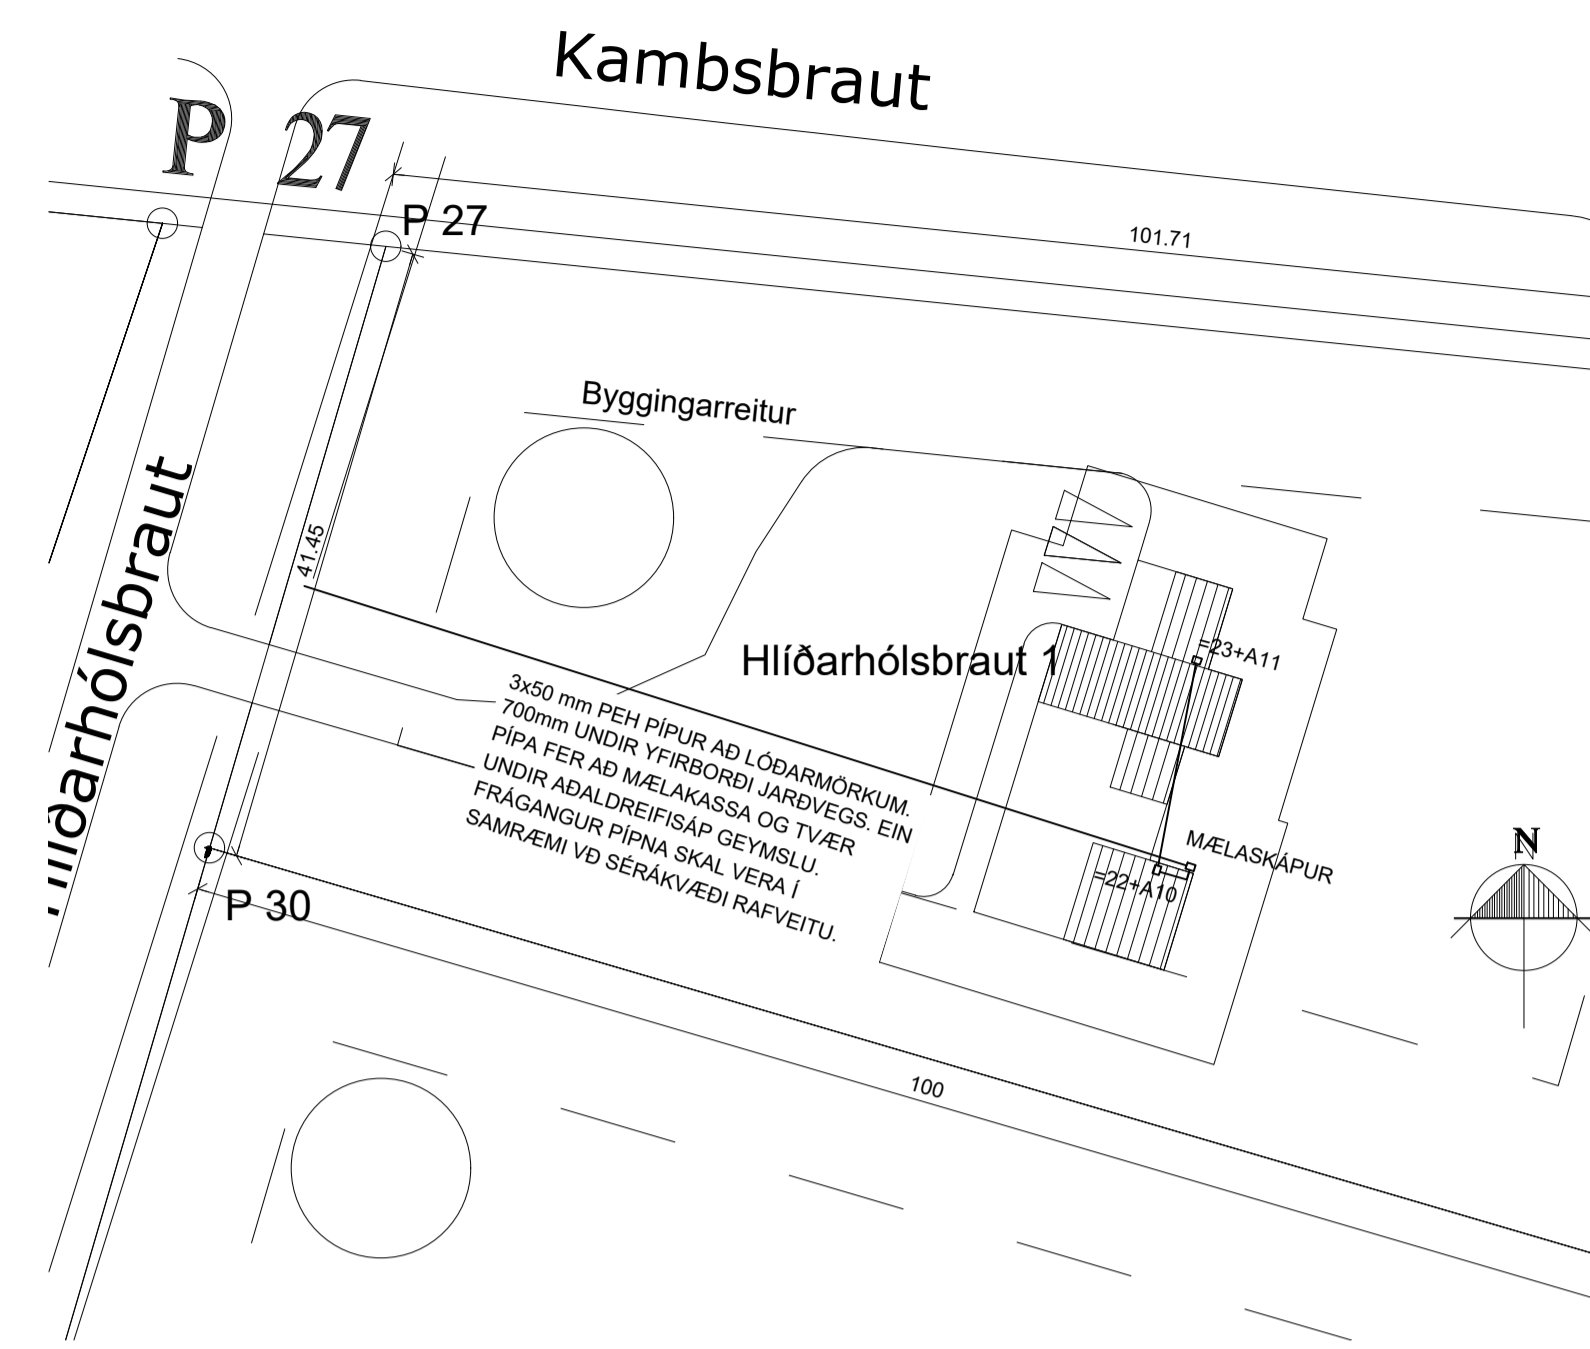 Kambsbraut
P 27
P 27
101.71
Byggingarreitur
41.45
Hlíðarhólsbraut
Hlíðarhólsbraut 1
=23+A11
3x50 mm PEH PÍPUR AÐ LÓÐARMÖRKUM.
700mm UNDIR YFIRBORÐI JARÐVEGS. EIN
PÍPA FER AÐ MÆLAKASSA OG TVÆR
UNDIR AÐALDREIFISÁP GEYMSLU.
FRÁGANGUR PÍPNA SKAL VERA Í
SAMRÆMI VÐ SÉRÁKVÆÐI RAFVEITU.
MÆLASKÁPUR
=22+A10
N
P 30
100